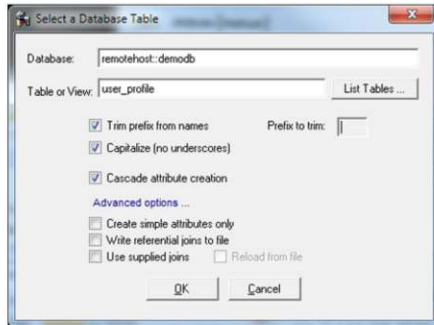 Select a Database Table
Database: remotehost::demodb
Table or View: user_profile List Tables ...
Trim prefix from names Prefix to trim:
Capitalize (no underscores)
Cascade attribute creation
Advanced options ...
Create simple attributes only
Write referential joins to file
Use supplied joins Reload from file
OK Cancel